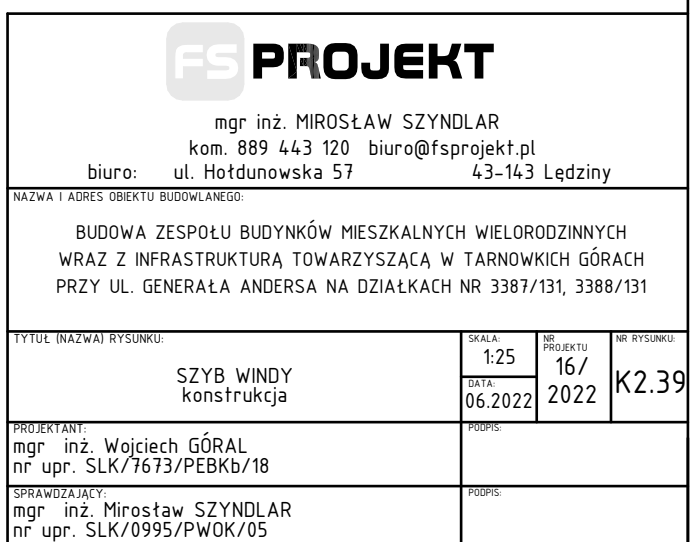 FS PROJEKT
mgr inż. MIROSŁAW SZYNDLAR
kom. 889 443 120 biuro@fsprojekt.pl
biuro: ul. Hołdunowska 57 43-143 Lędziny
NAZWA I ADRES OBIEKTU BUDOWLANEGO:
BUDOWA ZESPOŁU BUDYNKÓW MIESZKALNYCH WIELORODZINNYCH
WRAZ Z INFRASTRUKTURĄ TOWARZYSZĄCĄ W TARNOWKICH GÓRACH
PRZY UL. GENERAŁA ANDERSA NA DZIAŁKACH NR 3387/131, 3388/131
TYTUŁ (NAZWA) RYSUNKU:
SZYB WINDY
konstrukcja
SKALA:
1:25
DATA:
06.2022
NR
PROJEKTU
16/
2022
NR RYSUNKU:
K2.39
PROJEKTANT:
mgr inż. Wojciech GÓRAL
nr upr. SLK/7673/PEBKb/18
PODPIS:
SPRAWDZAJĄCY:
mgr inż. Mirosław SZYNDLAR
nr upr. SLK/0995/PWOK/05
PODPIS: